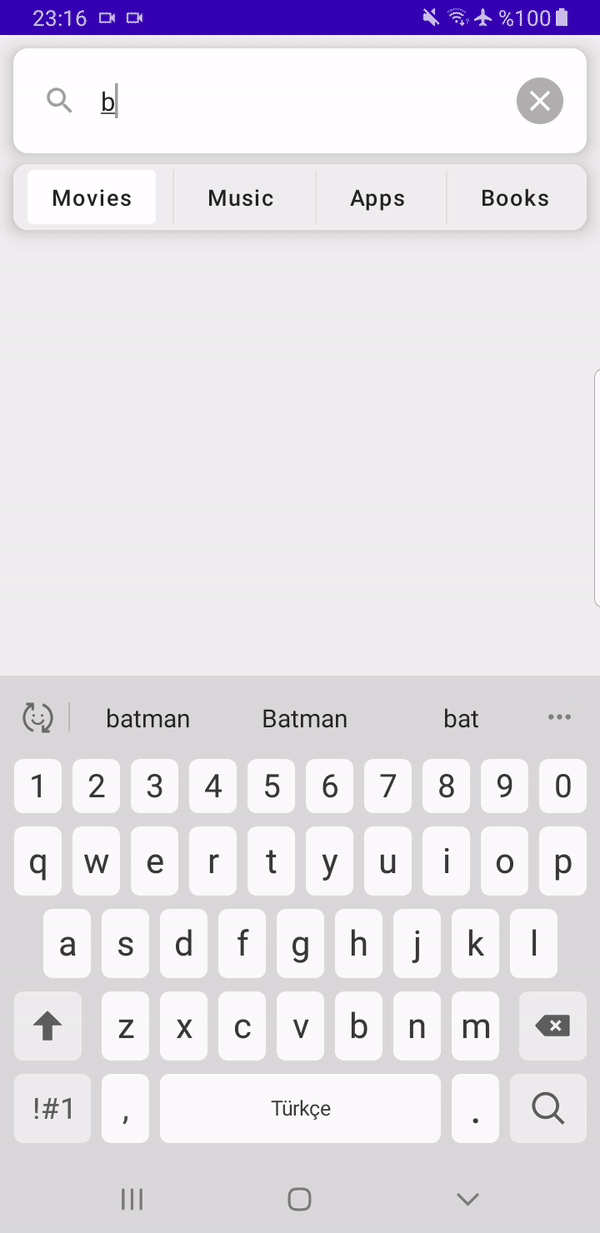 23:16 %100
b
Movies Music Apps Books
batman Batman bat
1 2 3 4 5 6 7 8 9 0
q w e r t y u i o p
a s d f g h j k l
z x c v b n m
!#1 , Türkçe .